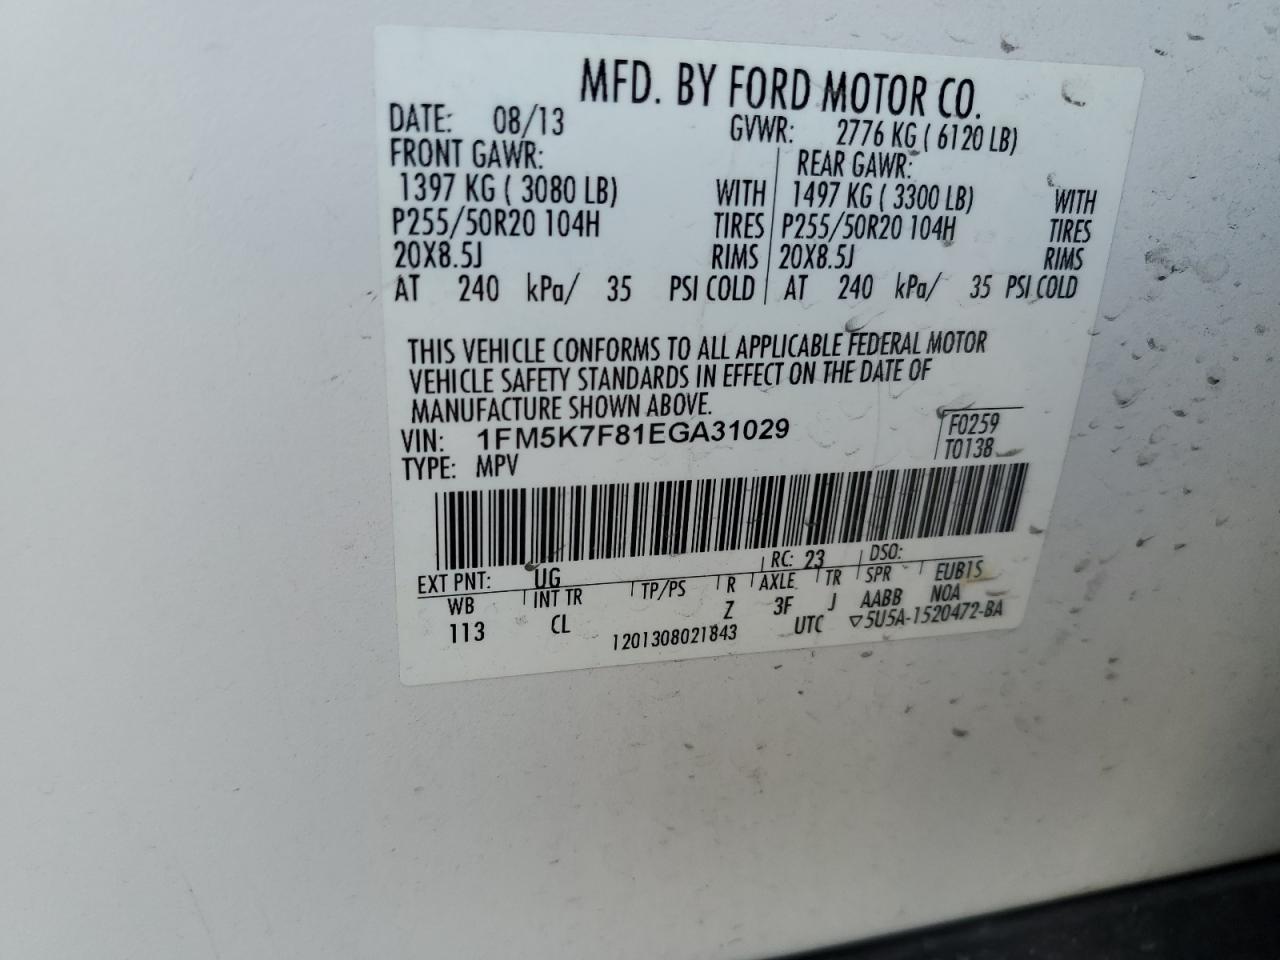 MFD. BY FORD MOTOR CO.
DATE: 08/13 GVWR: 2776 KG ( 6120 LB)
FRONT GAWR: REAR GAWR:
1397 KG ( 3080 LB) WITH 1497 KG ( 3300 LB) WITH
P255/50R20 104H TIRES P255/50R20 104H TIRES
20X8.5J RIMS 20X8.5J RIMS
AT 240 kPa/ 35 PSI COLD AT 240 kPa/ 35 PSI COLD
THIS VEHICLE CONFORMS TO ALL APPLICABLE FEDERAL MOTOR
VEHICLE SAFETY STANDARDS IN EFFECT ON THE DATE OF
MANUFACTURE SHOWN ABOVE.
VIN: 1FM5K7F81EGA31029 F0259
TYPE: MPV T0138
EXT PNT: UG RC: 23 DSO:
WB INT TR TP/PS R AXLE TR SPR EUB1S
113 CL Z 3F J AABB N0A
1201308021843 UTC ▽5U5A-1520472-BA